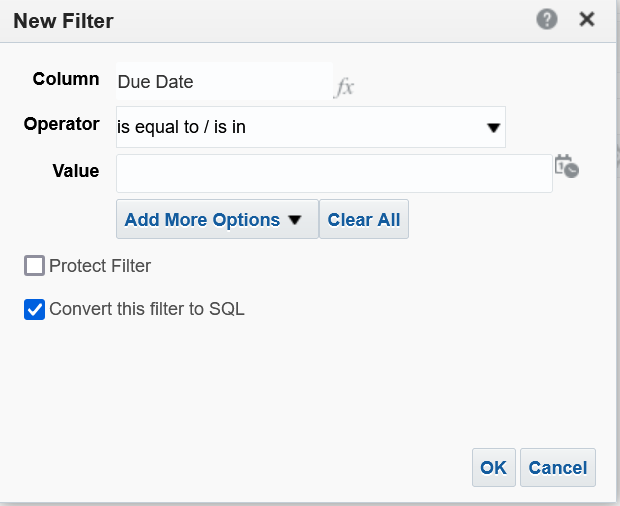 New Filter
Column Due Date fx
Operator is equal to / is in
Value
Add More Options Clear All
Protect Filter
Convert this filter to SQL
OK Cancel